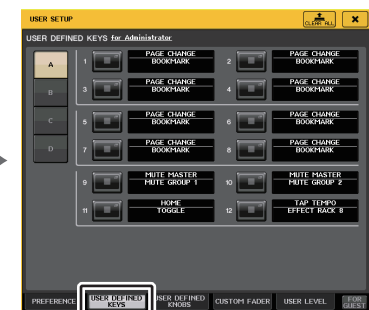 USER SETUP
CLEAR ALL
USER DEFINED KEYS for Administrator
A
B
C
D
1
PAGE CHANGE
BOOKMARK
2
PAGE CHANGE
BOOKMARK
3
PAGE CHANGE
BOOKMARK
4
PAGE CHANGE
BOOKMARK
5
PAGE CHANGE
BOOKMARK
6
PAGE CHANGE
BOOKMARK
7
PAGE CHANGE
BOOKMARK
8
PAGE CHANGE
BOOKMARK
9
MUTE MASTER
MUTE GROUP 1
10
MUTE MASTER
MUTE GROUP 2
11
HOME
TOGGLE
12
TAP TEMPO
EFFECT RACK 8
PREFERENCE
USER DEFINED
KEYS
USER DEFINED
KNOBS
CUSTOM FADER
USER LEVEL
FOR
GUEST